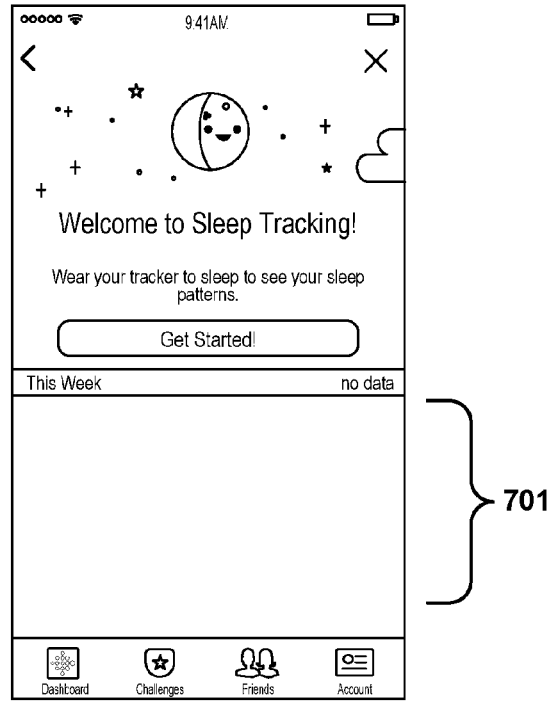 9:41AM
Welcome to Sleep Tracking!
Wear your tracker to sleep to see your sleep
patterns.
Get Started!
This Week no data
701
Dashboard Challenges Friends Account